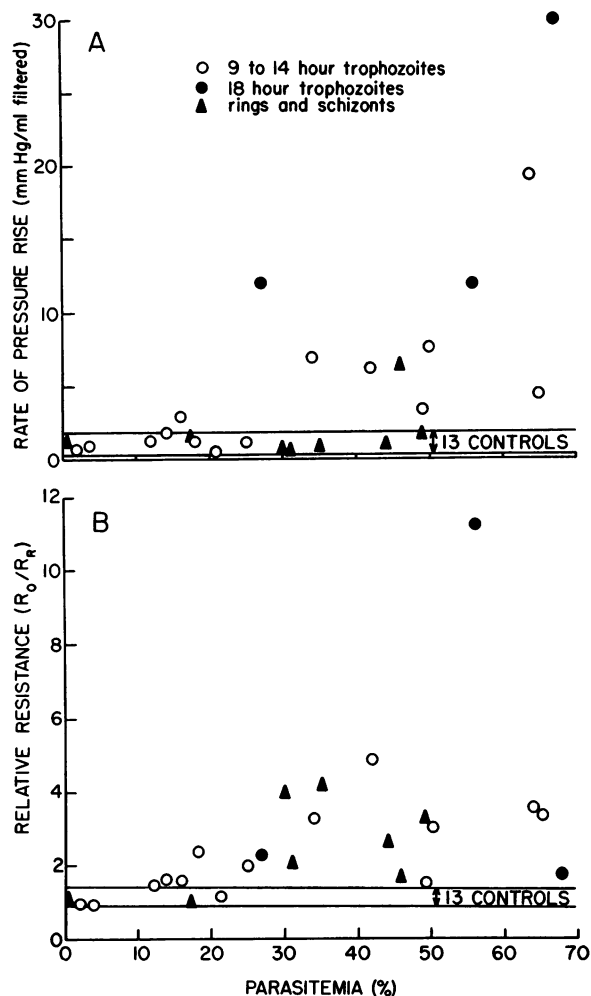 A
30
20
10
0
RATE OF PRESSURE RISE (mm Hg/ml filtered)
9 to 14 hour trophozoites
18 hour trophozoites
rings and schizonts
13 CONTROLS
B
12
10
8
6
4
2
0
RELATIVE RESISTANCE (Ro/RR)
13 CONTROLS
0 10 20 30 40 50 60 70
PARASITEMIA (%)